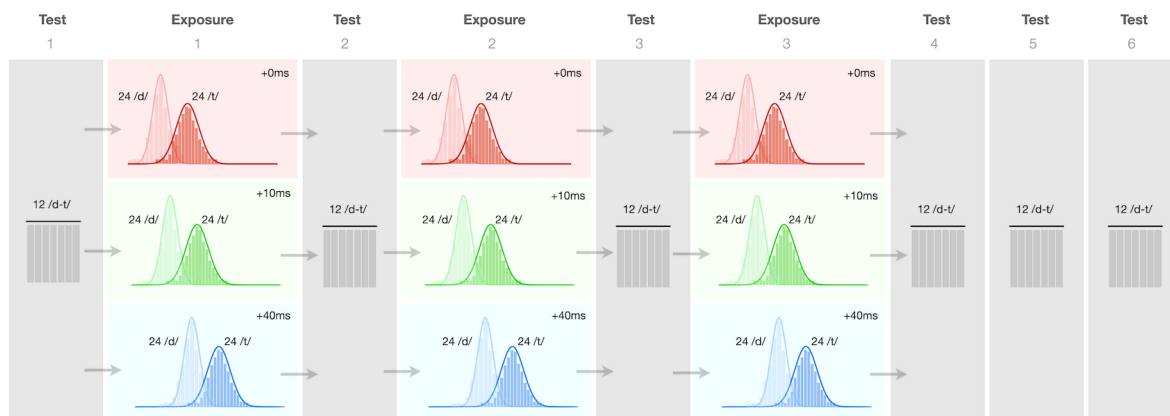 Test Exposure Test Exposure Test Exposure Test Test Test
1 1 2 2 3 3 4 5 6
+0ms +0ms +0ms
24 /d/ 24 /t/ 24 /d/ 24 /t/ 24 /d/ 24 /t/
+10ms +10ms +10ms
12 /d-t/ 24 /d/ 24 /t/ 12 /d-t/ 24 /d/ 24 /t/ 12 /d-t/ 24 /d/ 24 /t/ 12 /d-t/ 12 /d-t/ 12 /d-t/
+40ms +40ms +40ms
24 /d/ 24 /t/ 24 /d/ 24 /t/ 24 /d/ 24 /t/